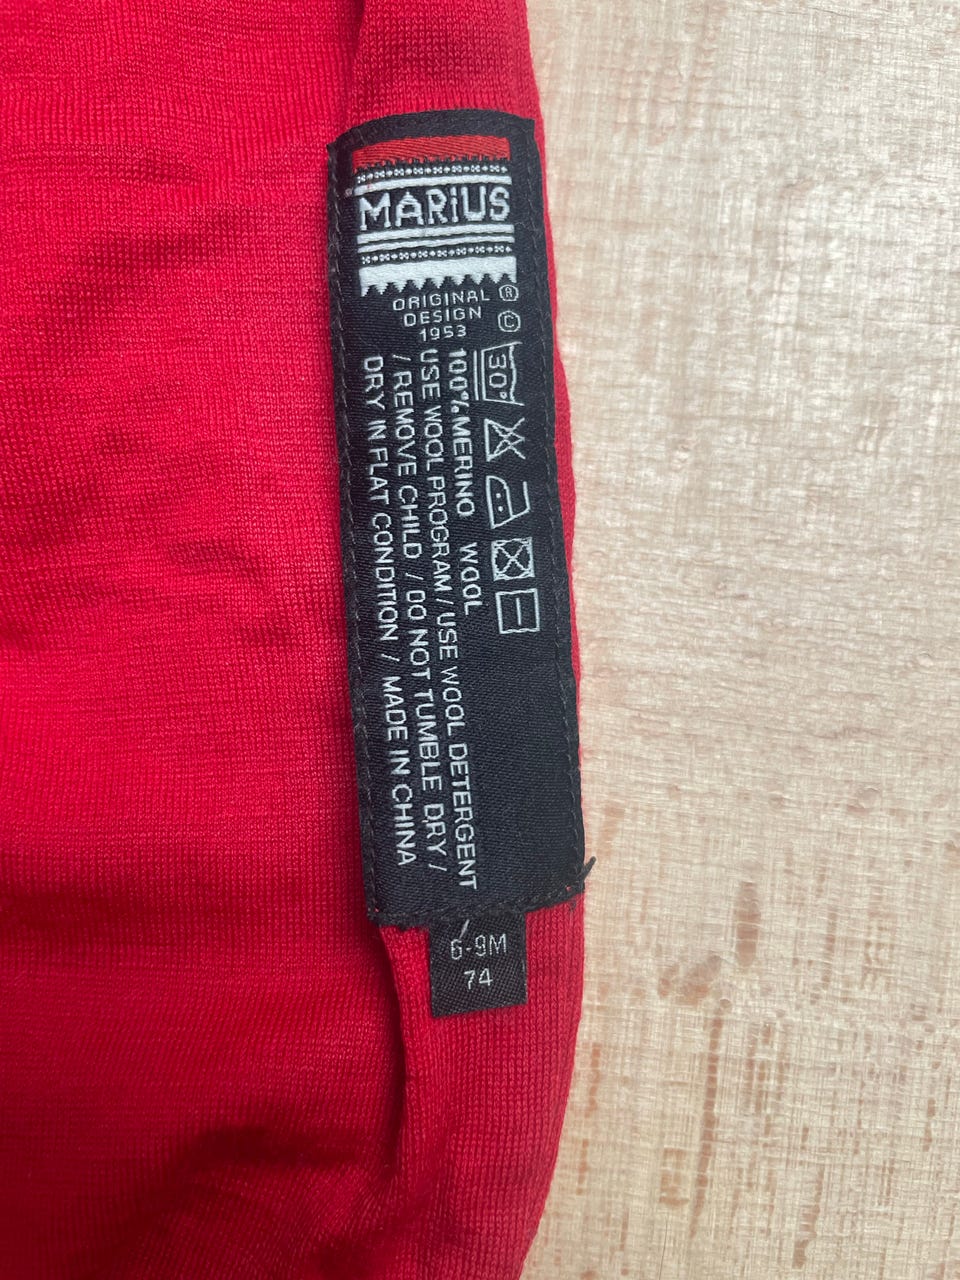 MARiUS
ORIGINAL ®
DESIGN ©
1953
30°
100% MERINO WOOL
USE WOOL PROGRAM / USE WOOL DETERGENT
/ REMOVE CHILD / DO NOT TUMBLE DRY /
DRY IN FLAT CONDITION / MADE IN CHINA
6-9M
74